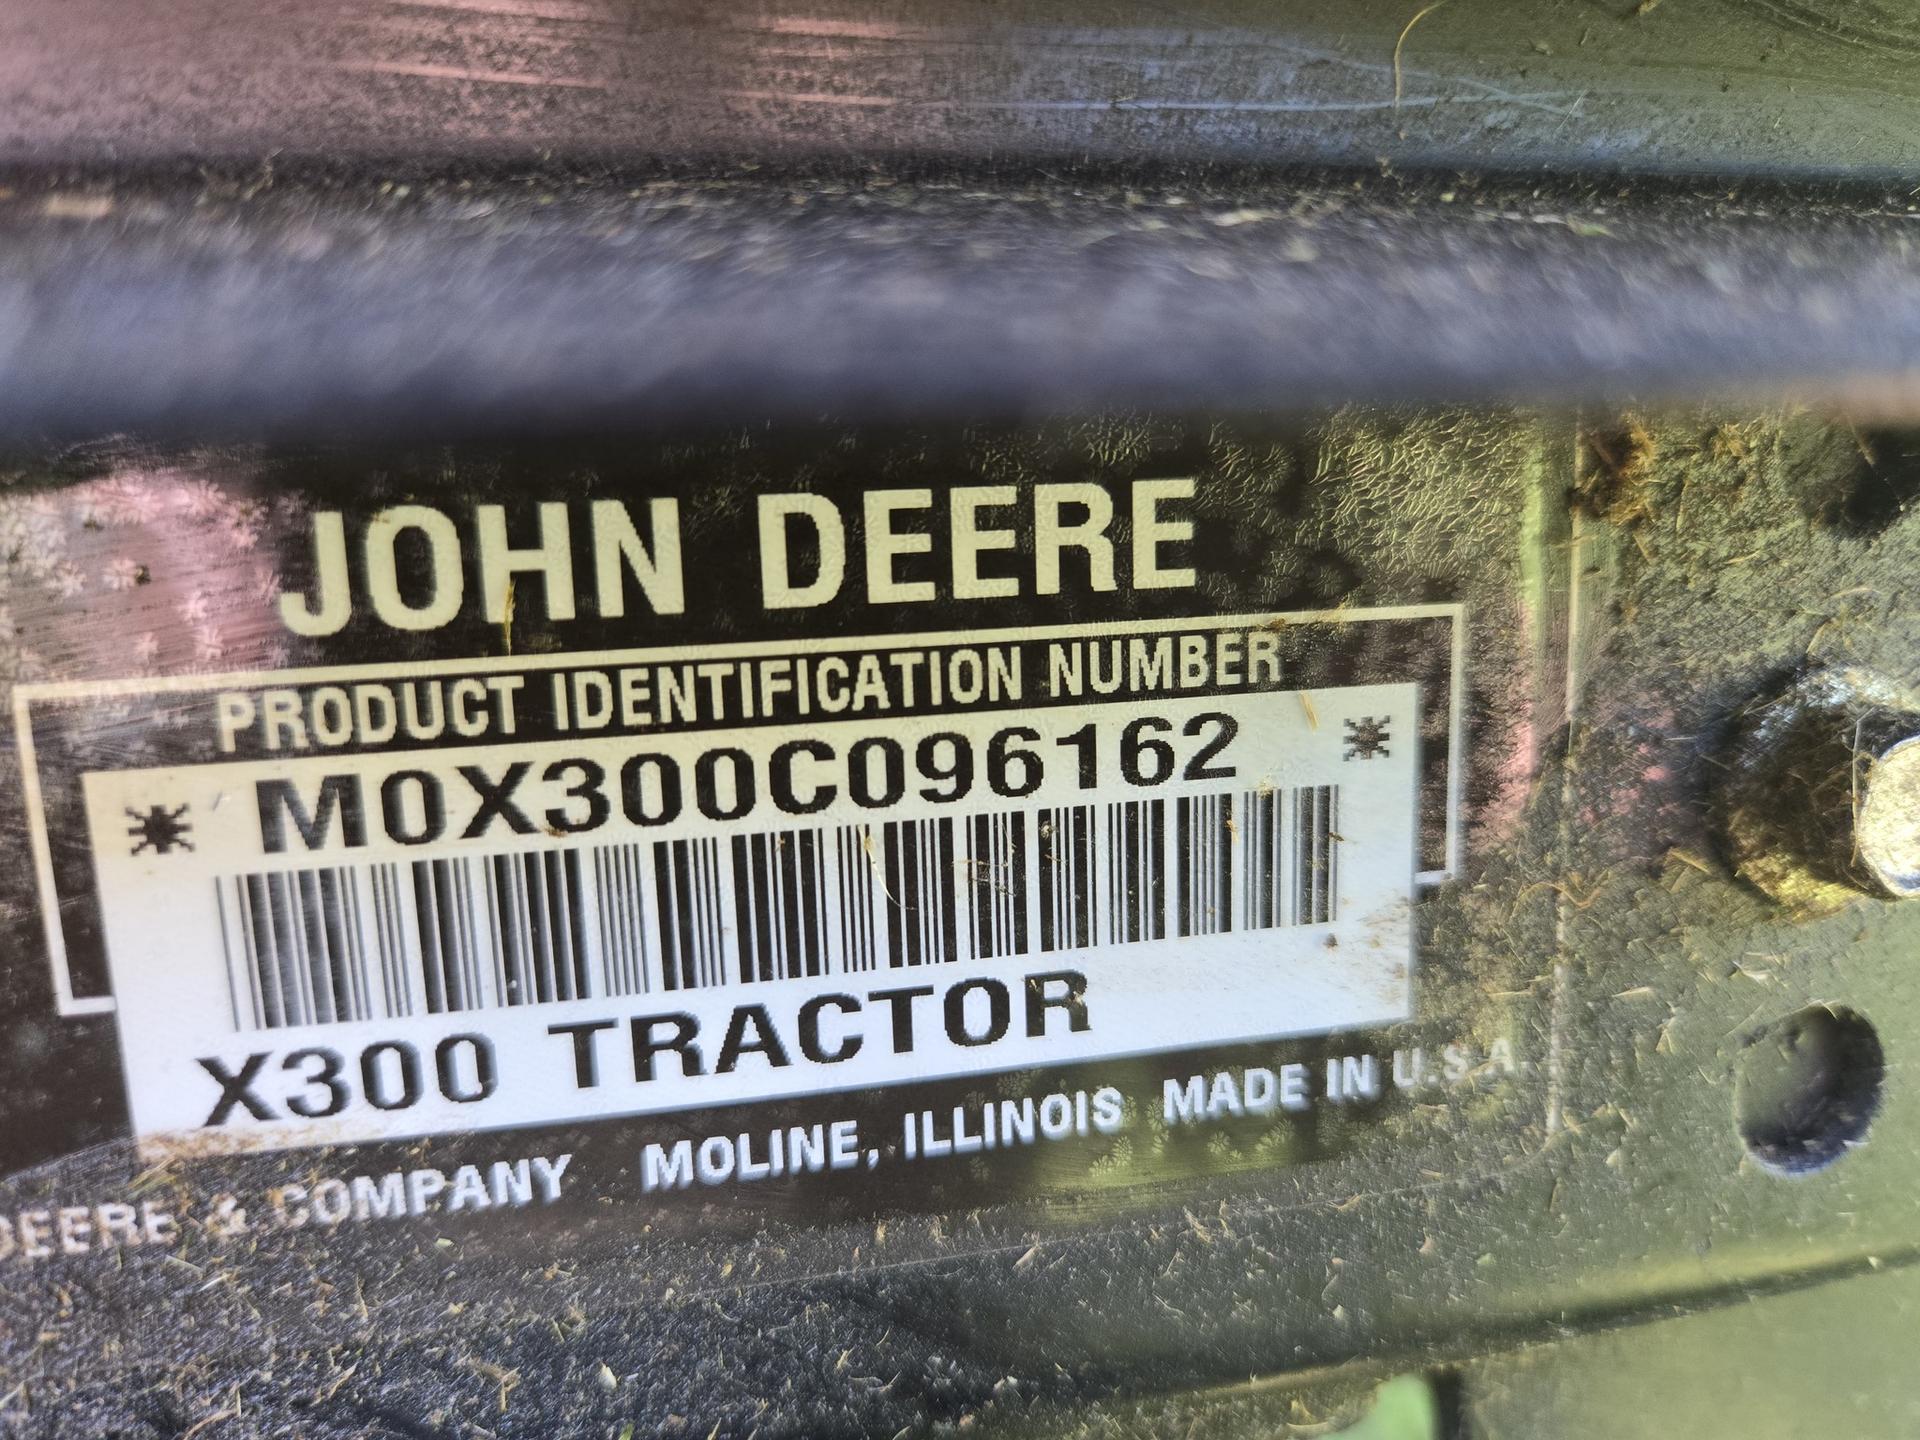 JOHN DEERE
PRODUCT IDENTIFICATION NUMBER
* M0X300C096162 *
X300 TRACTOR
DEERE & COMPANY MOLINE, ILLINOIS MADE IN U.S.A.